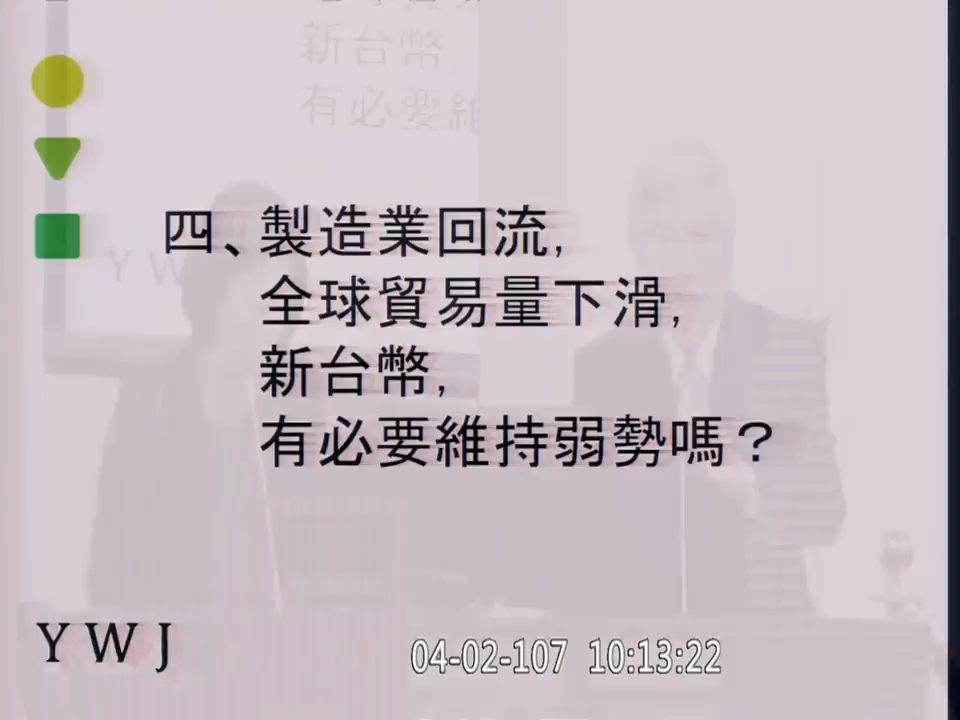 新台幣,
有必要維
四、製造業回流,
全球貿易量下滑,
新台幣,
有必要維持弱勢嗎？
Y W
Y W J
04-02-107 10:13:22